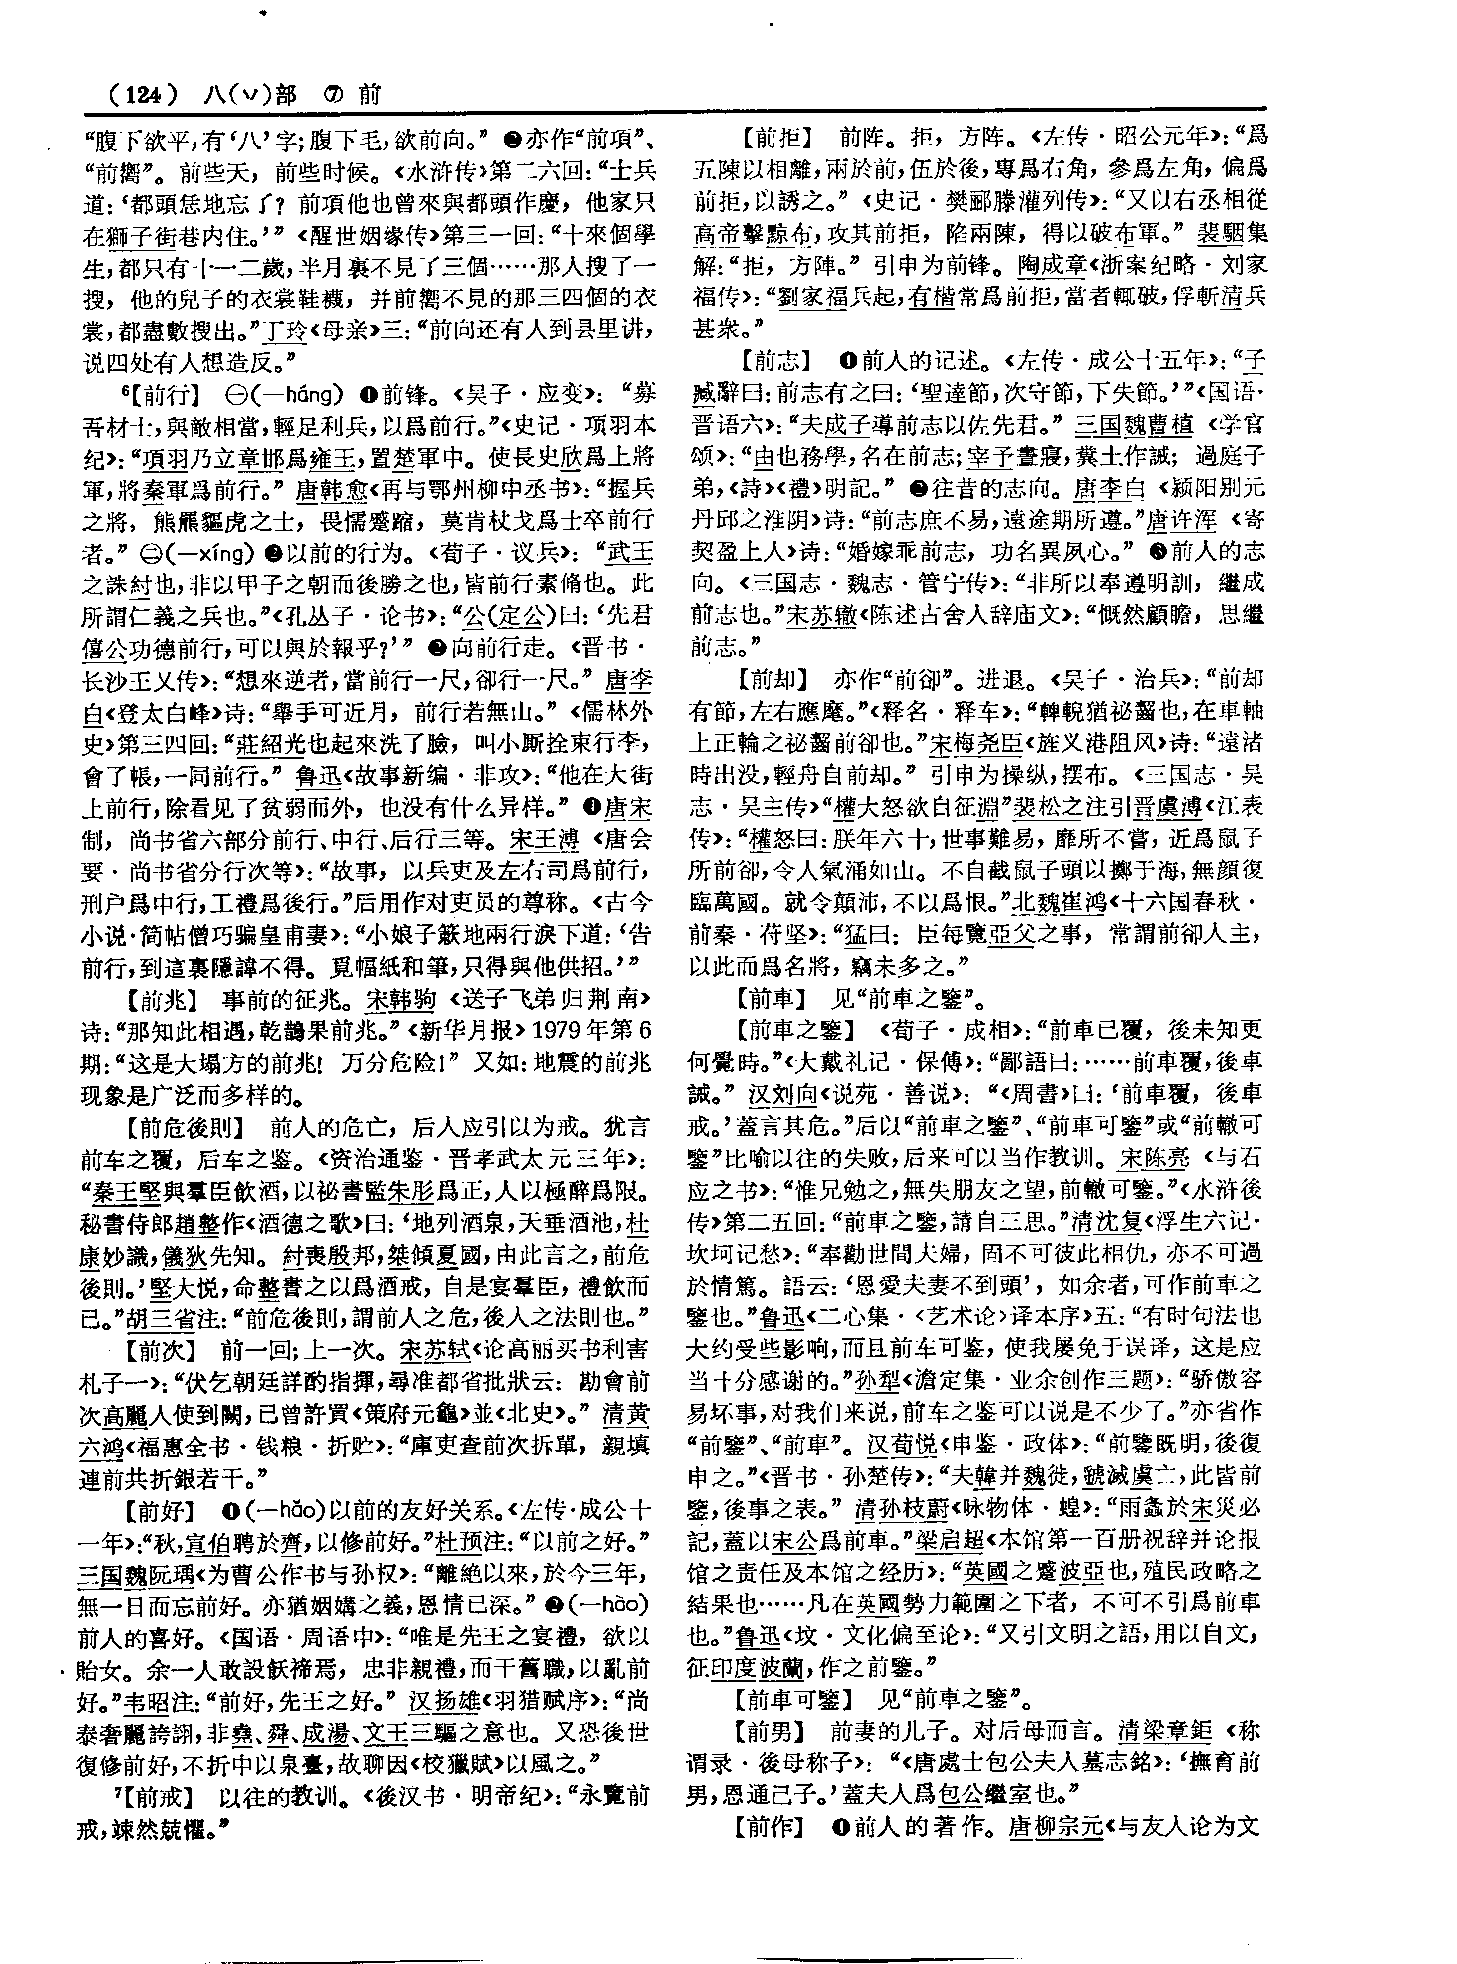 （124） 八(丷)部 ⑦ 前
“腹下欲平，有‘八’字；腹下毛，欲前向。” ❷亦作“前項”、
“前嚮”。前些天，前些时候。《水浒传》第二六回：“士兵
道：‘都頭恁地忘了？前項他也曾來與都頭作慶，他家只
在獅子街巷内住。’”《醒世姻缘传》第三一回：“十來個學
生，都只有十一二歲，半月裏不見了三個……那人搜了一
搜，他的兒子的衣裳鞋襪，并前嚮不見的那三四個的衣
裳，都盡數搜出。”丁玲《母亲》三：“前向还有人到县里讲，
说四处有人想造反。”
⁶【前行】 ㊀(—háng) ❶前锋。《吴子·应变》：“募
吾材士，與敵相當，輕足利兵，以爲前行。”《史记·项羽本
纪》：“項羽乃立章邯爲雍王，置楚軍中。使長史欣爲上將
軍，將秦軍爲前行。”唐韩愈《再与鄂州柳中丞书》：“握兵
之將，熊羆貙虎之士，畏懦蹙蹜，莫肯杖戈爲士卒前行
者。”㊁(—xíng) ❷以前的行为。《荀子·议兵》：“武王
之誅紂也，非以甲子之朝而後勝之也，皆前行素脩也。此
所謂仁義之兵也。”《孔丛子·论书》：“公(定公)曰：‘先君
僖公功德前行，可以與於報乎？’” ❸向前行走。《晋书·
长沙王乂传》：“想來逆者，當前行一尺，卻行一尺。”唐李
白《登太白峰》诗：“舉手可近月，前行若無山。”《儒林外
史》第三四回：“莊紹光也起來洗了臉，叫小厮拴束行李，
會了帳，一同前行。”鲁迅《故事新编·非攻》：“他在大街
上前行，除看见了贫弱而外，也没有什么异样。” ❹唐宋
制，尚书省六部分前行、中行、后行三等。宋王溥《唐会
要·尚书省分行次等》：“故事，以兵吏及左右司爲前行，
刑户爲中行，工禮爲後行。”后用作对吏员的尊称。《古今
小说·简帖僧巧骗皇甫妻》：“小娘子簌地兩行淚下道：‘告
前行，到這裏隱諱不得。覓幅紙和筆，只得與他供招。’”
【前兆】 事前的征兆。宋韩驹《送子飞弟归荆南》
诗：“那知此相遇，乾鵲果前兆。”《新华月报》1979年第6
期：“这是大塌方的前兆！万分危险！”又如：地震的前兆
现象是广泛而多样的。
【前危後則】 前人的危亡，后人应引以为戒。犹言
前车之覆，后车之鉴。《资治通鉴·晋孝武太元三年》：
“秦王堅與羣臣飲酒，以祕書監朱肜爲正，人以極醉爲限。
秘書侍郎趙整作《酒德之歌》曰：‘地列酒泉，天垂酒池，杜
康妙識，儀狄先知。紂喪殷邦，桀傾夏國，由此言之，前危
後則。’堅大悦，命整書之以爲酒戒，自是宴羣臣，禮飲而
已。”胡三省注：“前危後則，謂前人之危，後人之法則也。”
【前次】 前一回；上一次。宋苏轼《论高丽买书利害
札子一》：“伏乞朝廷詳酌指揮，尋准都省批狀云：勘會前
次高麗人使到闕，已曾許買《策府元龜》並《北史》。”清黄
六鸿《福惠全书·钱粮·折贮》：“庫吏查前次拆單，親填
連前共折銀若干。”
【前好】 ❶(—hǎo)以前的友好关系。《左传·成公十
一年》：“秋，宣伯聘於齊，以修前好。”杜预注：“以前之好。”
三国魏阮瑀《为曹公作书与孙权》：“離絶以來，於今三年，
無一日而忘前好。亦猶姻媾之義，恩情已深。” ❷(—hào)
前人的喜好。《国语·周语中》：“唯是先王之宴禮，欲以
貽女。余一人敢設飫禘焉，忠非親禮，而干舊職，以亂前
好。”韦昭注：“前好，先王之好。”汉扬雄《羽猎赋序》：“尚
泰奢麗誇詡，非堯、舜、成湯、文王三驅之意也。又恐後世
復修前好，不折中以泉臺，故聊因《校獵賦》以風之。”
⁷【前戒】 以往的教训。《後汉书·明帝纪》：“永覽前
戒，竦然兢懼。”
【前拒】 前阵。拒，方阵。《左传·昭公元年》：“爲
五陳以相離，兩於前，伍於後，專爲右角，參爲左角，偏爲
前拒，以誘之。”《史记·樊郦滕灌列传》：“又以右丞相從
高帝擊黥布，攻其前拒，陷兩陳，得以破布軍。”裴駰集
解：“拒，方陣。”引申为前锋。陶成章《浙案纪略·刘家
福传》：“劉家福兵起，有楷常爲前拒，當者輒破，俘斬清兵
甚衆。”
【前志】 ❶前人的记述。《左传·成公十五年》：“子
臧辭曰：前志有之曰：‘聖達節，次守節，下失節。’”《国语·
晋语六》：“夫成子導前志以佐先君。”三国魏曹植《学官
颂》：“由也務學，名在前志；宰予晝寢，糞土作誡；過庭子
弟，《詩》《禮》明記。” ❷往昔的志向。唐李白《颍阳别元
丹邱之淮阴》诗：“前志庶不易，遠途期所遵。”唐许浑《寄
契盈上人》诗：“婚嫁乖前志，功名異夙心。” ❸前人的志
向。《三国志·魏志·管宁传》：“非所以奉遵明訓，繼成
前志也。”宋苏辙《陈述古舍人辞庙文》：“慨然顧瞻，思繼
前志。”
【前却】 亦作“前卻”。进退。《吴子·治兵》：“前却
有節，左右應麾。”《释名·释车》：“䡟輗猶祕齧也，在車軸
上正輪之祕齧前卻也。”宋梅尧臣《旌义港阻风》诗：“遠渚
時出没，輕舟自前却。”引申为操纵，摆布。《三国志·吴
志·吴主传》“權大怒欲自征淵”裴松之注引晋虞溥《江表
传》：“權怒曰：朕年六十，世事難易，靡所不嘗，近爲鼠子
所前卻，令人氣涌如山。不自截鼠子頭以擲于海，無顔復
臨萬國。就令顛沛，不以爲恨。”北魏崔鸿《十六国春秋·
前秦·苻坚》：“猛曰：臣每覽亞父之事，常謂前卻人主，
以此而爲名將，竊未多之。”
【前車】 见“前車之鑒”。
【前車之鑒】 《荀子·成相》：“前車已覆，後未知更
何覺時。”《大戴礼记·保傅》：“鄙語曰：……前車覆，後車
誡。”汉刘向《说苑·善说》：“《周書》曰：‘前車覆，後車
戒。’蓋言其危。”后以“前車之鑒”、“前車可鑒”或“前轍可
鑒”比喻以往的失败，后来可以当作教训。宋陈亮《与石
应之书》：“惟兄勉之，無失朋友之望，前轍可鑒。”《水浒後
传》第二五回：“前車之鑒，請自三思。”清沈复《浮生六记·
坎坷记愁》：“奉勸世間夫婦，固不可彼此相仇，亦不可過
於情篤。語云：‘恩愛夫妻不到頭’，如余者，可作前車之
鑒也。”鲁迅《二心集·〈艺术论〉译本序》五：“有时句法也
大约受些影响，而且前车可鉴，使我屡免于误译，这是应
当十分感谢的。”孙犁《澹定集·业余创作三题》：“骄傲容
易坏事，对我们来说，前车之鉴可以说是不少了。”亦省作
“前鑒”、“前車”。汉荀悦《申鉴·政体》：“前鑒既明，後復
申之。”《晋书·孙楚传》：“夫韓并魏徙，虢滅虞亡，此皆前
鑒，後事之表。”清孙枝蔚《咏物体·蝗》：“雨螽於宋災必
記，蓋以宋公爲前車。”梁启超《本馆第一百册祝辞并论报
馆之责任及本馆之经历》：“英國之蹙波亞也，殖民政略之
結果也……凡在英國勢力範圍之下者，不可不引爲前車
也。”鲁迅《坟·文化偏至论》：“又引文明之語，用以自文，
征印度波蘭，作之前鑒。”
【前車可鑒】 见“前車之鑒”。
【前男】 前妻的儿子。对后母而言。清梁章鉅《称
谓录·後母称子》：“《唐處士包公夫人墓志銘》：‘撫育前
男，恩通己子。’蓋夫人爲包公繼室也。”
【前作】 ❶前人的著作。唐柳宗元《与友人论为文